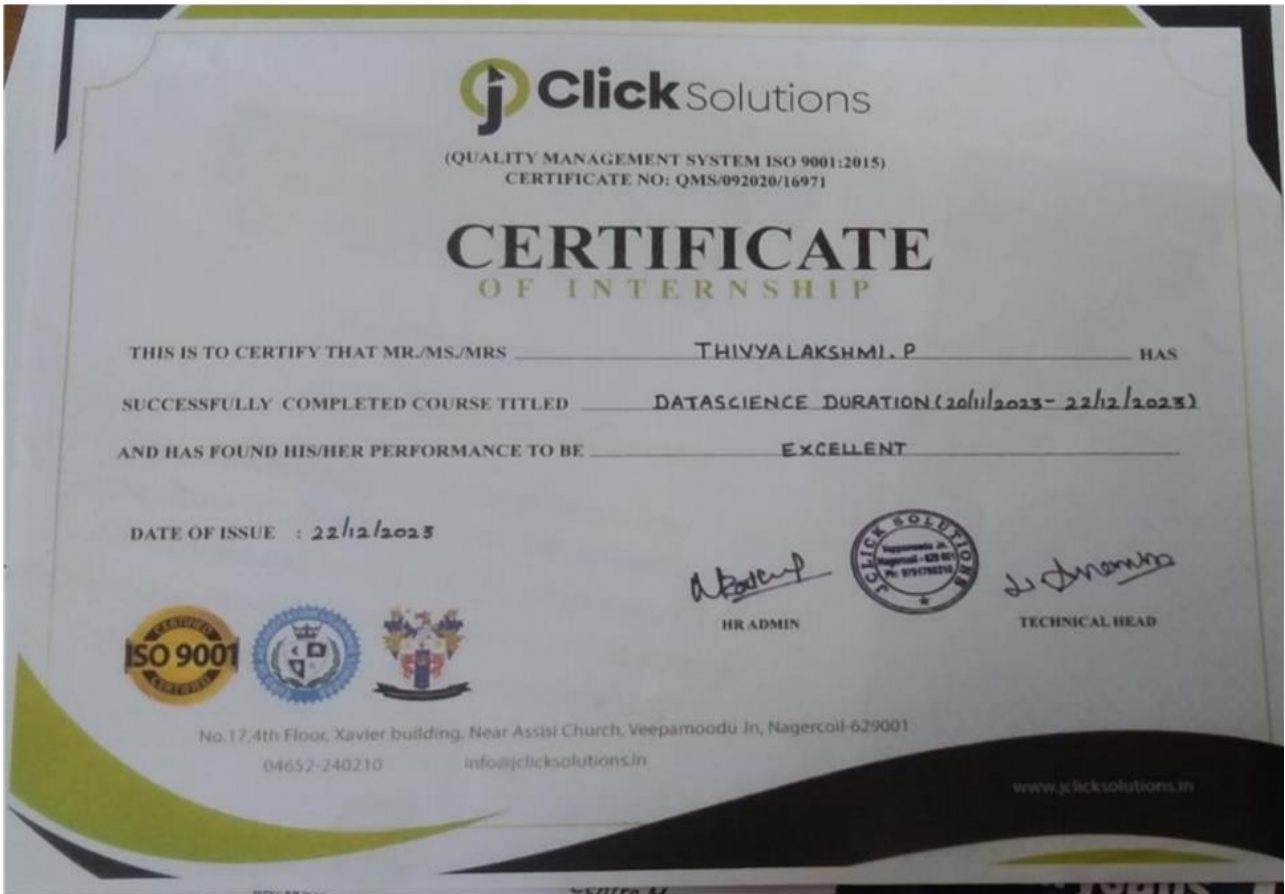 j Click Solutions
(QUALITY MANAGEMENT SYSTEM ISO 9001:2015)
CERTIFICATE NO: QMS/092020/16971
CERTIFICATE
OF INTERNSHIP
THIS IS TO CERTIFY THAT MR./MS./MRS THIVYALAKSHMI.P HAS
SUCCESSFULLY COMPLETED COURSE TITLED DATASCIENCE DURATION (20/11/2023- 22/12/2023)
AND HAS FOUND HIS/HER PERFORMANCE TO BE EXCELLENT
DATE OF ISSUE : 22/12/2023
JCLICK SOLUTIONS
HR ADMIN
TECHNICAL HEAD
CERTIFIED
ISO 9001
CERTIFIED
No.17,4th Floor, Xavier building, Near Assisi Church, Veepamoodu Jn, Nagercoil-629001
04652-240210 info@jclicksolutions.in
www.jclicksolutions.in